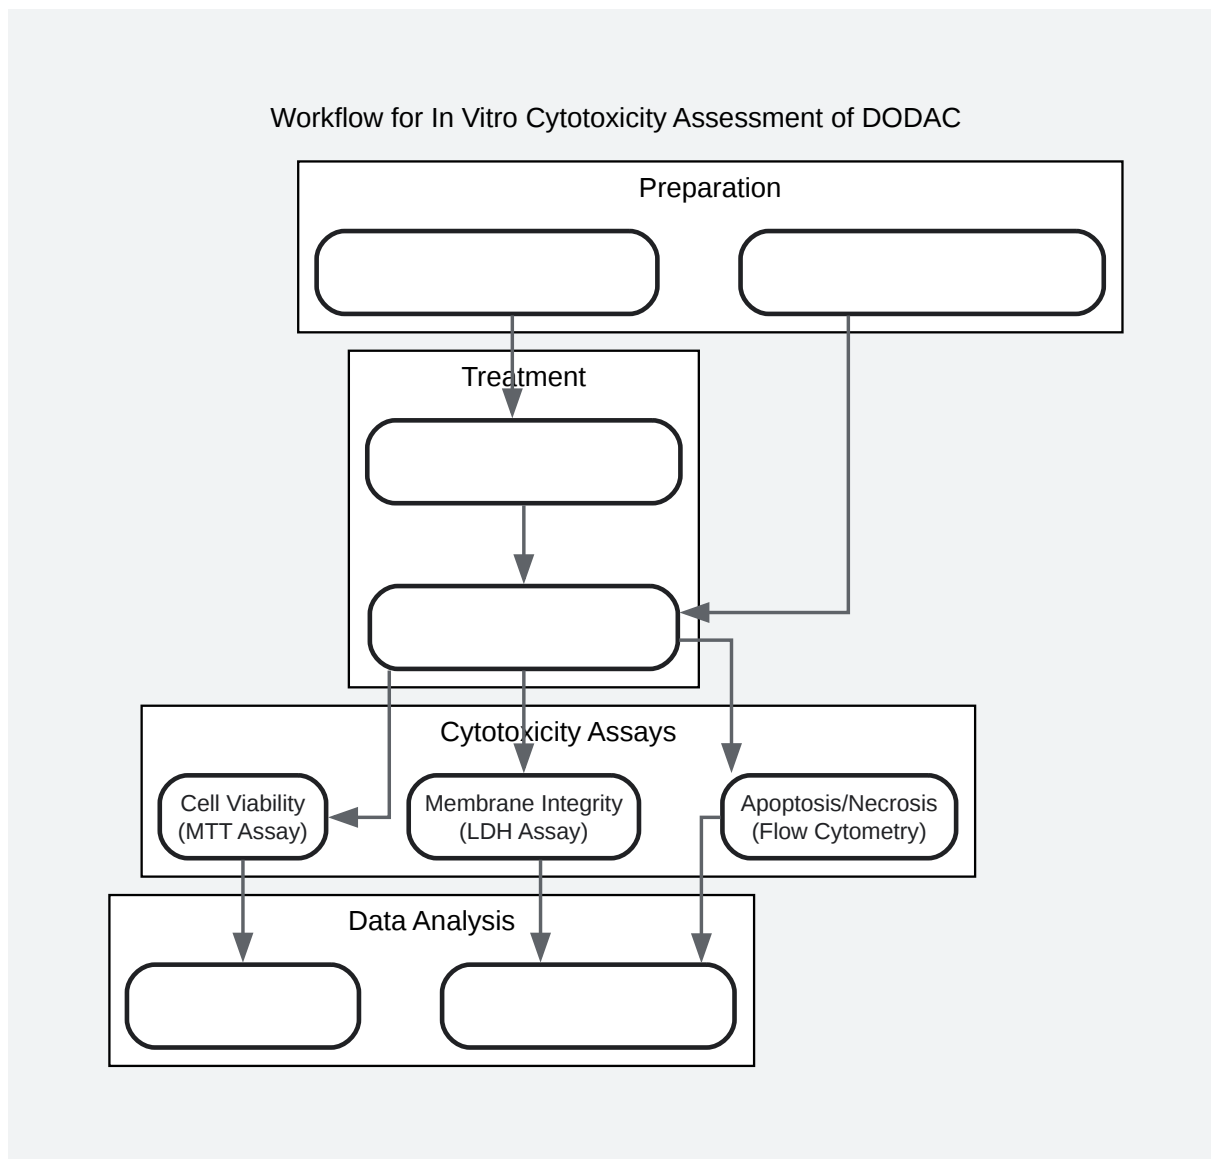 Workflow for In Vitro Cytotoxicity Assessment of DODAC
Preparation
Treatment
Cytotoxicity Assays
Cell Viability
(MTT Assay)
Membrane Integrity
(LDH Assay)
Apoptosis/Necrosis
(Flow Cytometry)
Data Analysis